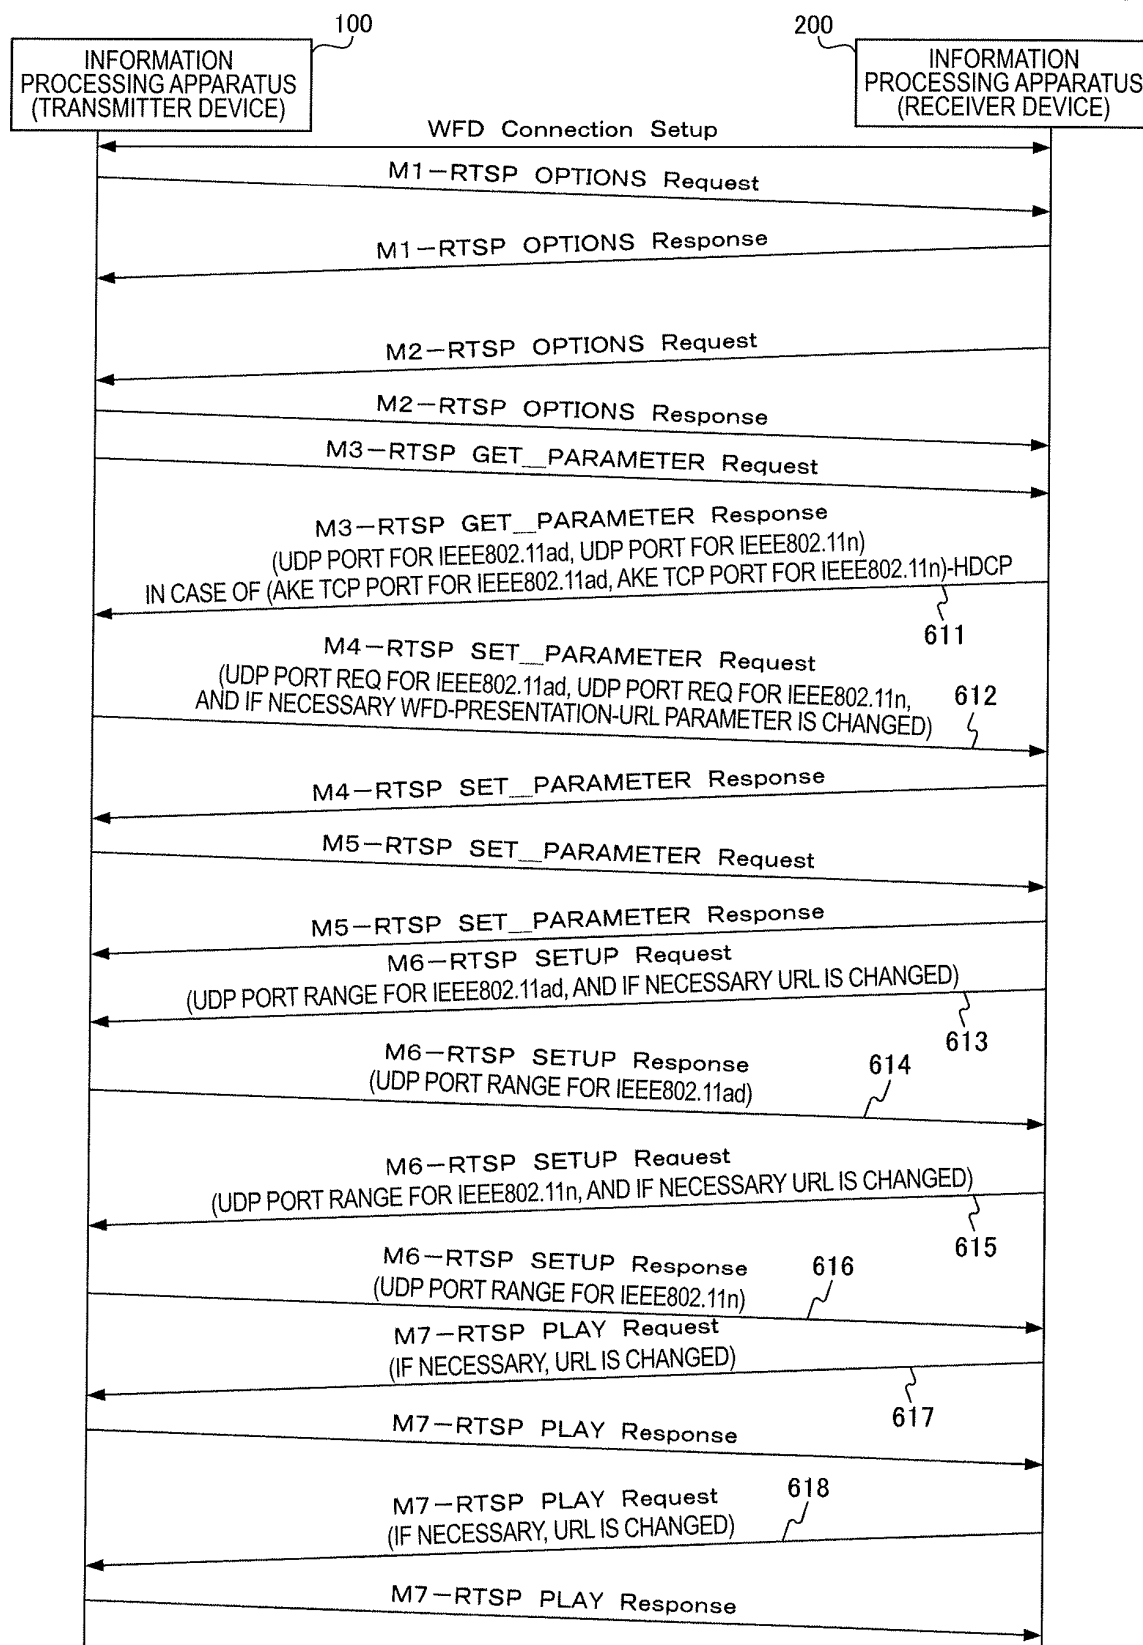 100
200
INFORMATION
PROCESSING APPARATUS
(TRANSMITTER DEVICE)
INFORMATION
PROCESSING APPARATUS
(RECEIVER DEVICE)
WFD Connection Setup
M1-RTSP OPTIONS Request
M1-RTSP OPTIONS Response
M2-RTSP OPTIONS Request
M2-RTSP OPTIONS Response
M3-RTSP GET__PARAMETER Request
M3-RTSP GET__PARAMETER Response
(UDP PORT FOR IEEE802.11ad, UDP PORT FOR IEEE802.11n)
IN CASE OF (AKE TCP PORT FOR IEEE802.11ad, AKE TCP PORT FOR IEEE802.11n)-HDCP
611
M4-RTSP SET__PARAMETER Request
(UDP PORT REQ FOR IEEE802.11ad, UDP PORT REQ FOR IEEE802.11n,
AND IF NECESSARY WFD-PRESENTATION-URL PARAMETER IS CHANGED)
612
M4-RTSP SET__PARAMETER Response
M5-RTSP SET__PARAMETER Request
M5-RTSP SET__PARAMETER Response
M6-RTSP SETUP Request
(UDP PORT RANGE FOR IEEE802.11ad, AND IF NECESSARY URL IS CHANGED)
613
M6-RTSP SETUP Response
(UDP PORT RANGE FOR IEEE802.11ad)
614
M6-RTSP SETUP Request
(UDP PORT RANGE FOR IEEE802.11n, AND IF NECESSARY URL IS CHANGED)
615
M6-RTSP SETUP Response
(UDP PORT RANGE FOR IEEE802.11n)
616
M7-RTSP PLAY Request
(IF NECESSARY, URL IS CHANGED)
617
M7-RTSP PLAY Response
M7-RTSP PLAY Request
(IF NECESSARY, URL IS CHANGED)
618
M7-RTSP PLAY Response